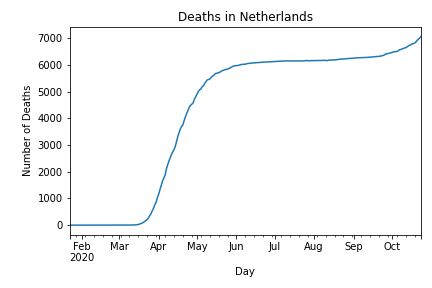 Deaths in Netherlands
Number of Deaths
7000
6000
5000
4000
3000
2000
1000
0
Feb Mar Apr May Jun Jul Aug Sep Oct
2020
Day